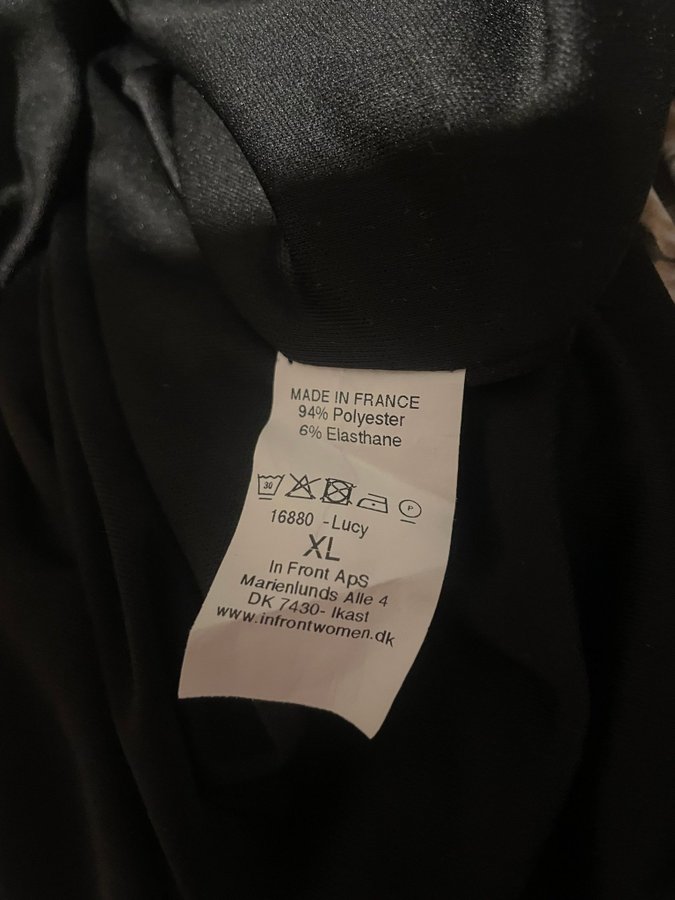 MADE IN FRANCE
94% Polyester
6% Elasthane
30 P
16880 -Lucy
XL
In Front ApS
Marienlunds Alle 4
DK 7430- Ikast
www.infrontwomen.dk